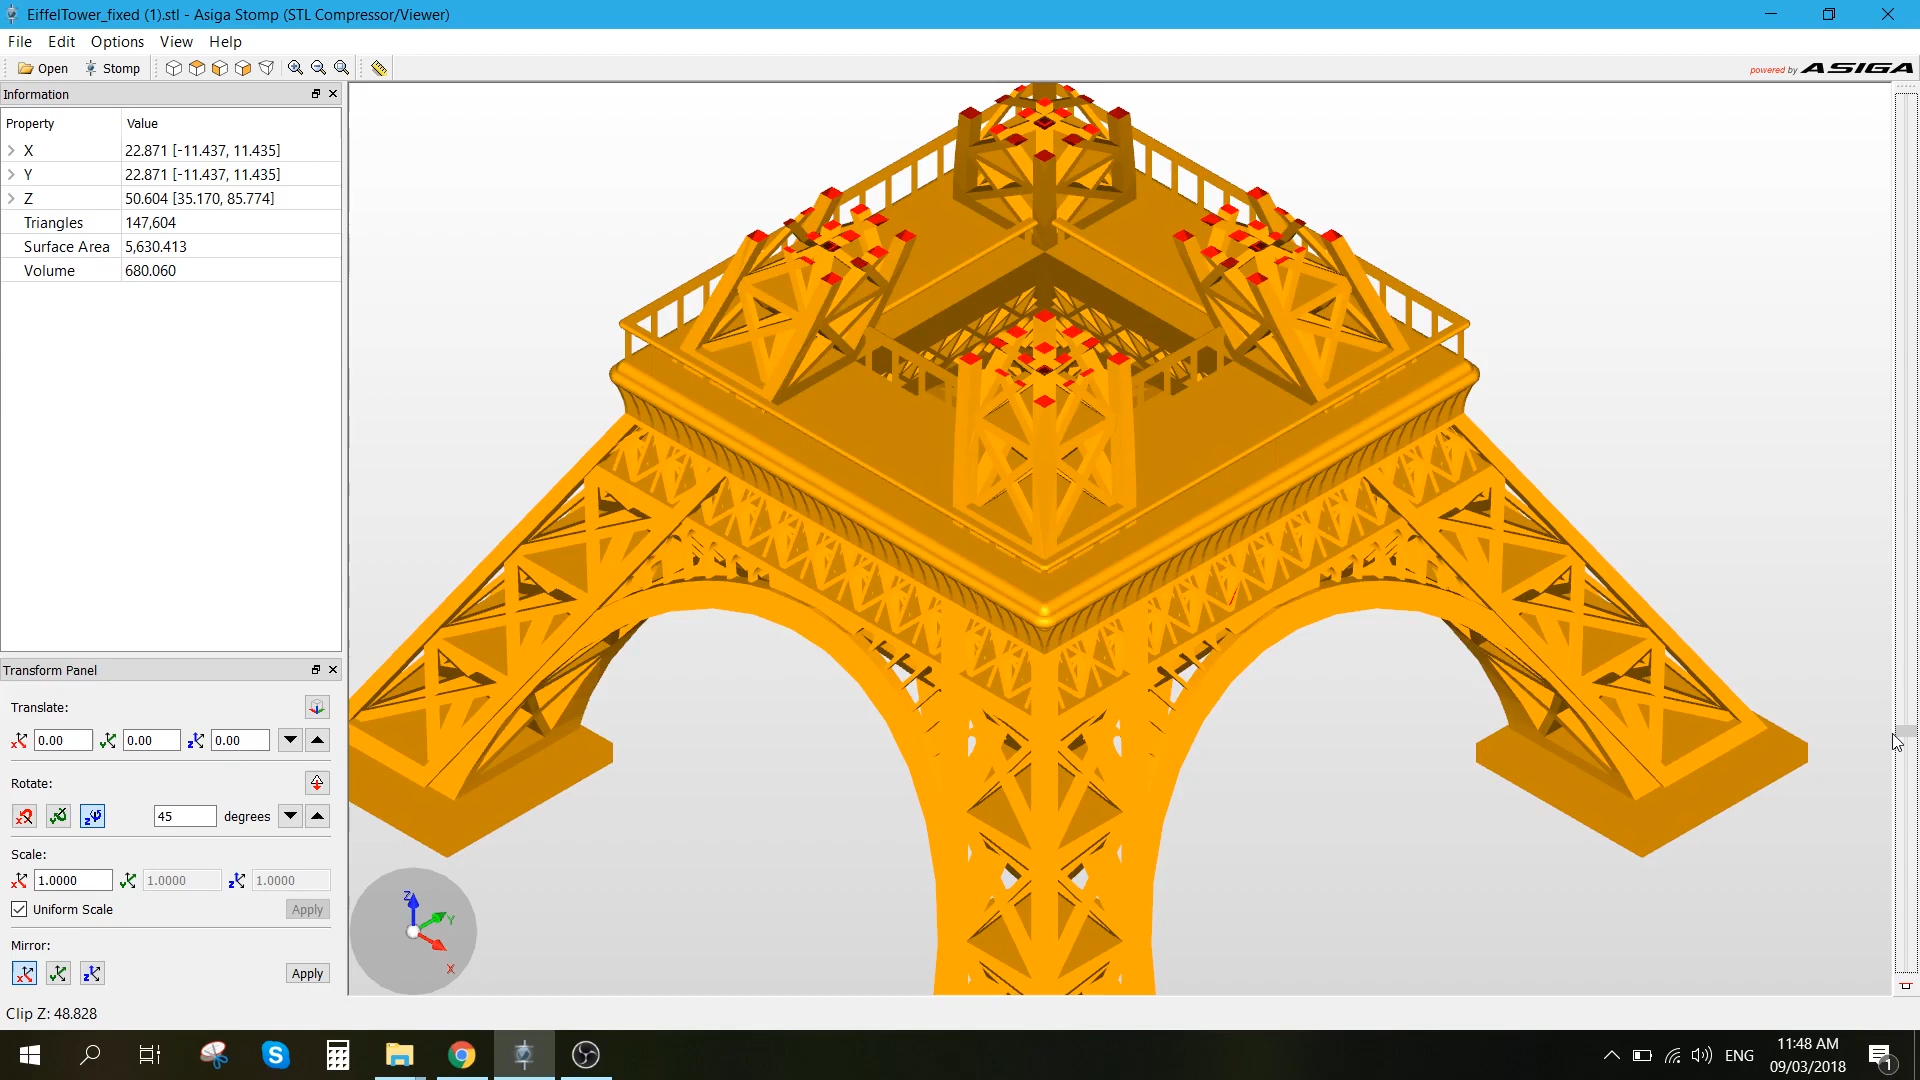 EiffelTower_fixed (1).stl - Asiga Stomp (STL Compressor/Viewer)
File Edit Options View Help
Open Stomp
powered by ASIGA
Information
Property Value
X 22.871 [-11.437, 11.435]
Y 22.871 [-11.437, 11.435]
Z 50.604 [35.170, 85.774]
Triangles 147,604
Surface Area 5,630.413
Volume 680.060
Transform Panel
Translate:
x 0.00 0.00 z 0.00
Rotate:
x z 45 degrees
Scale:
x 1.0000 1.0000 z 1.0000
Uniform Scale Apply
Mirror:
x z Apply
Z
Y
X
Clip Z: 48.828
ENG
11:48 AM
09/03/2018
1